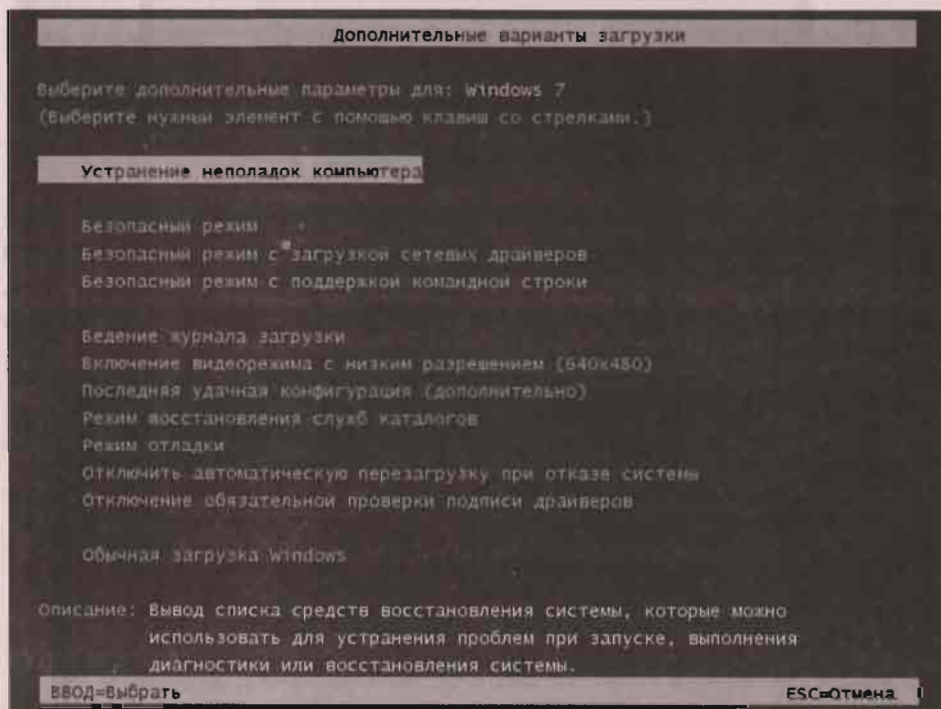 Дополнительные варианты загрузки
Выберите дополнительные параметры для: Windows 7
(Выберите нужный элемент с помощью клавиш со стрелками.)
Устранение неполадок компьютера
Безопасный режим
Безопасный режим с загрузкой сетевых драйверов
Безопасный режим с поддержкой командной строки
Ведение журнала загрузки
Включение видеорежима с низким разрешением (640x480)
Последняя удачная конфигурация (дополнительно)
Режим восстановления служб каталогов
Режим отладки
Отключить автоматическую перезагрузку при отказе системы
Отключение обязательной проверки подписи драйверов
Обычная загрузка Windows
Описание: Вывод списка средств восстановления системы, которые можно
использовать для устранения проблем при запуске, выполнения
диагностики или восстановления системы.
ВВОД=Выбрать ESC=Отмена